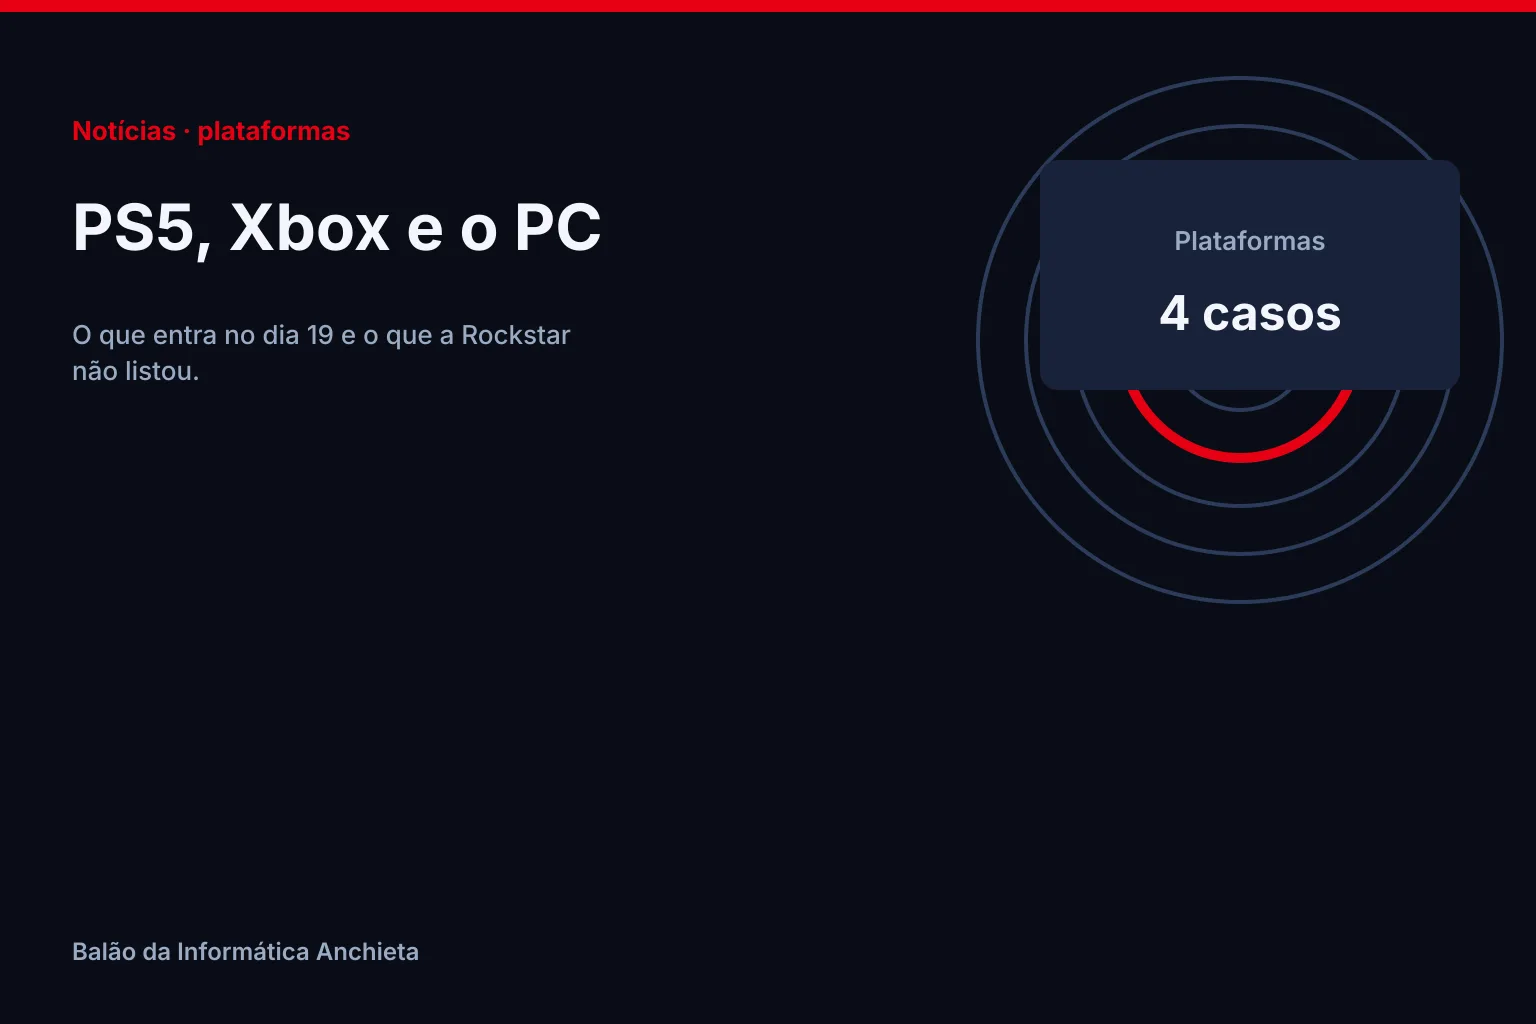 Notícias · plataformas
PS5, Xbox e o PC
O que entra no dia 19 e o que a Rockstar
não listou.
Plataformas
4 casos
Balão da Informática Anchieta